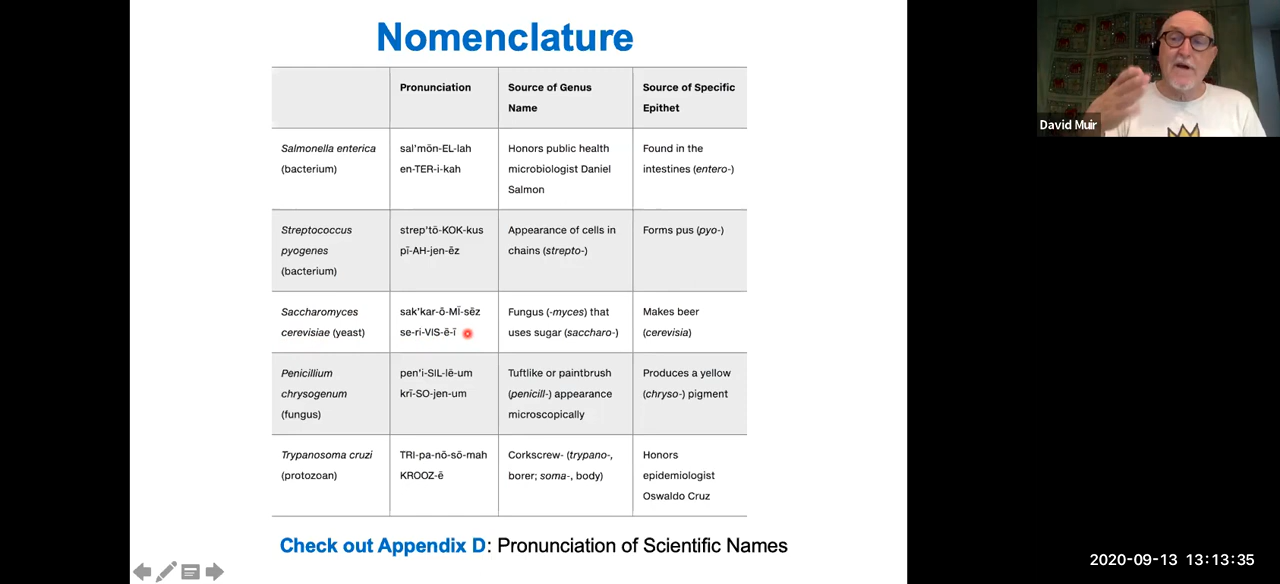 Nomenclature
Pronunciation
Source of Genus
Name
Source of Specific
Epithet
Salmonella enterica
(bacterium)
sal'mōn-EL-lah
en-TER-i-kah
Honors public health
microbiologist Daniel
Salmon
Found in the
intestines (entero-)
Streptococcus
pyogenes
(bacterium)
strep'tō-KOK-kus
pī-AH-jen-ēz
Appearance of cells in
chains (strepto-)
Forms pus (pyo-)
Saccharomyces
cerevisiae (yeast)
sak'kar-ō-MĪ-sēz
se-ri-VIS-ē-ī
Fungus (-myces) that
uses sugar (saccharo-)
Makes beer
(cerevisia)
Penicillium
chrysogenum
(fungus)
pen'i-SIL-lē-um
krī-SO-jen-um
Tuftlike or paintbrush
(penicill-) appearance
microscopically
Produces a yellow
(chryso-) pigment
Trypanosoma cruzi
(protozoan)
TRI-pa-nō-sō-mah
KROOZ-ē
Corkscrew- (trypano-,
borer; soma-, body)
Honors
epidemiologist
Oswaldo Cruz
Check out Appendix D: Pronunciation of Scientific Names
David Muir
2020-09-13 13:13:35